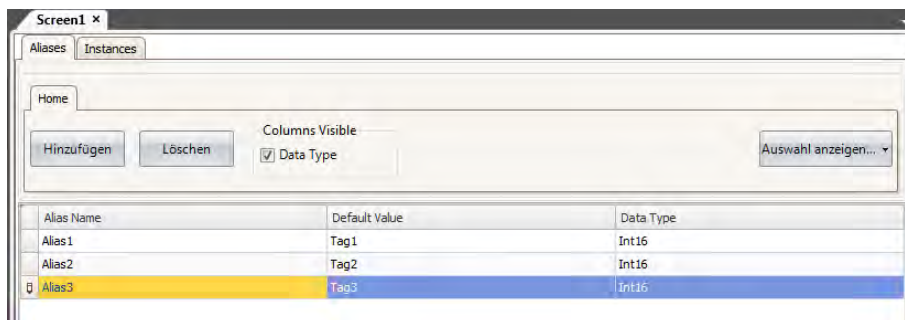 Screen1 ×
Aliases Instances
Home
Columns Visible
Hinzufügen Löschen Data Type Auswahl anzeigen...
Alias Name Default Value Data Type
Alias1 Tag1 Int16
Alias2 Tag2 Int16
Alias3 Tag3 Int16